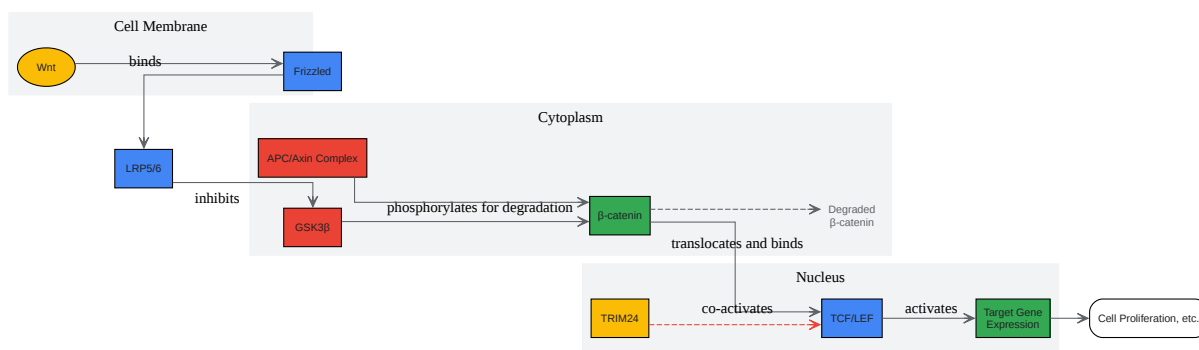 Cell Membrane
Wnt
binds
Frizzled
Cytoplasm
LRP5/6
APC/Axin Complex
inhibits
GSK3β
phosphorylates for degradation
β-catenin
Degraded
β-catenin
translocates and binds
Nucleus
TRIM24
co-activates
TCF/LEF
activates
Target Gene
Expression
Cell Proliferation, etc.